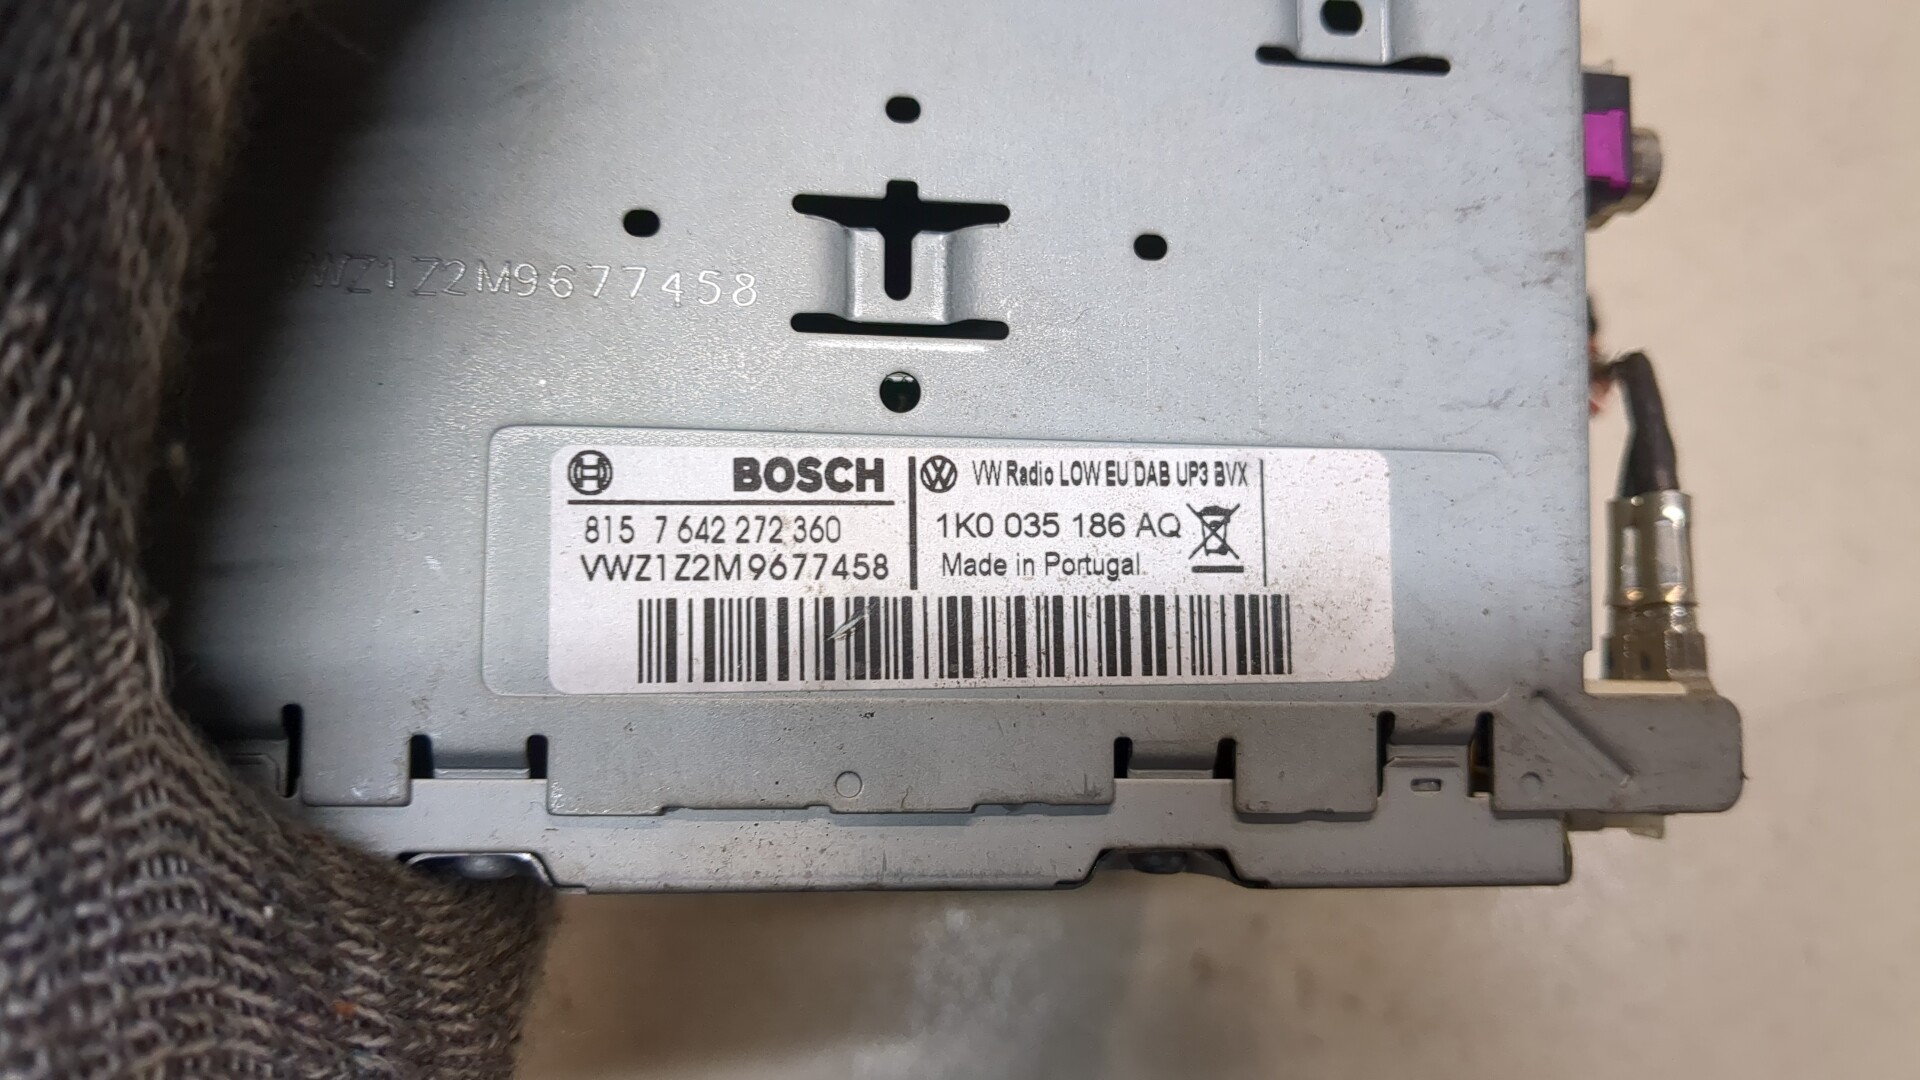 VWZ1Z2M9677458
BOSCH
815 7 642 272 360
VWZ1Z2M9677458
VW Radio LOW EU DAB UP3 BVX
1K0 035 186 AQ
Made in Portugal